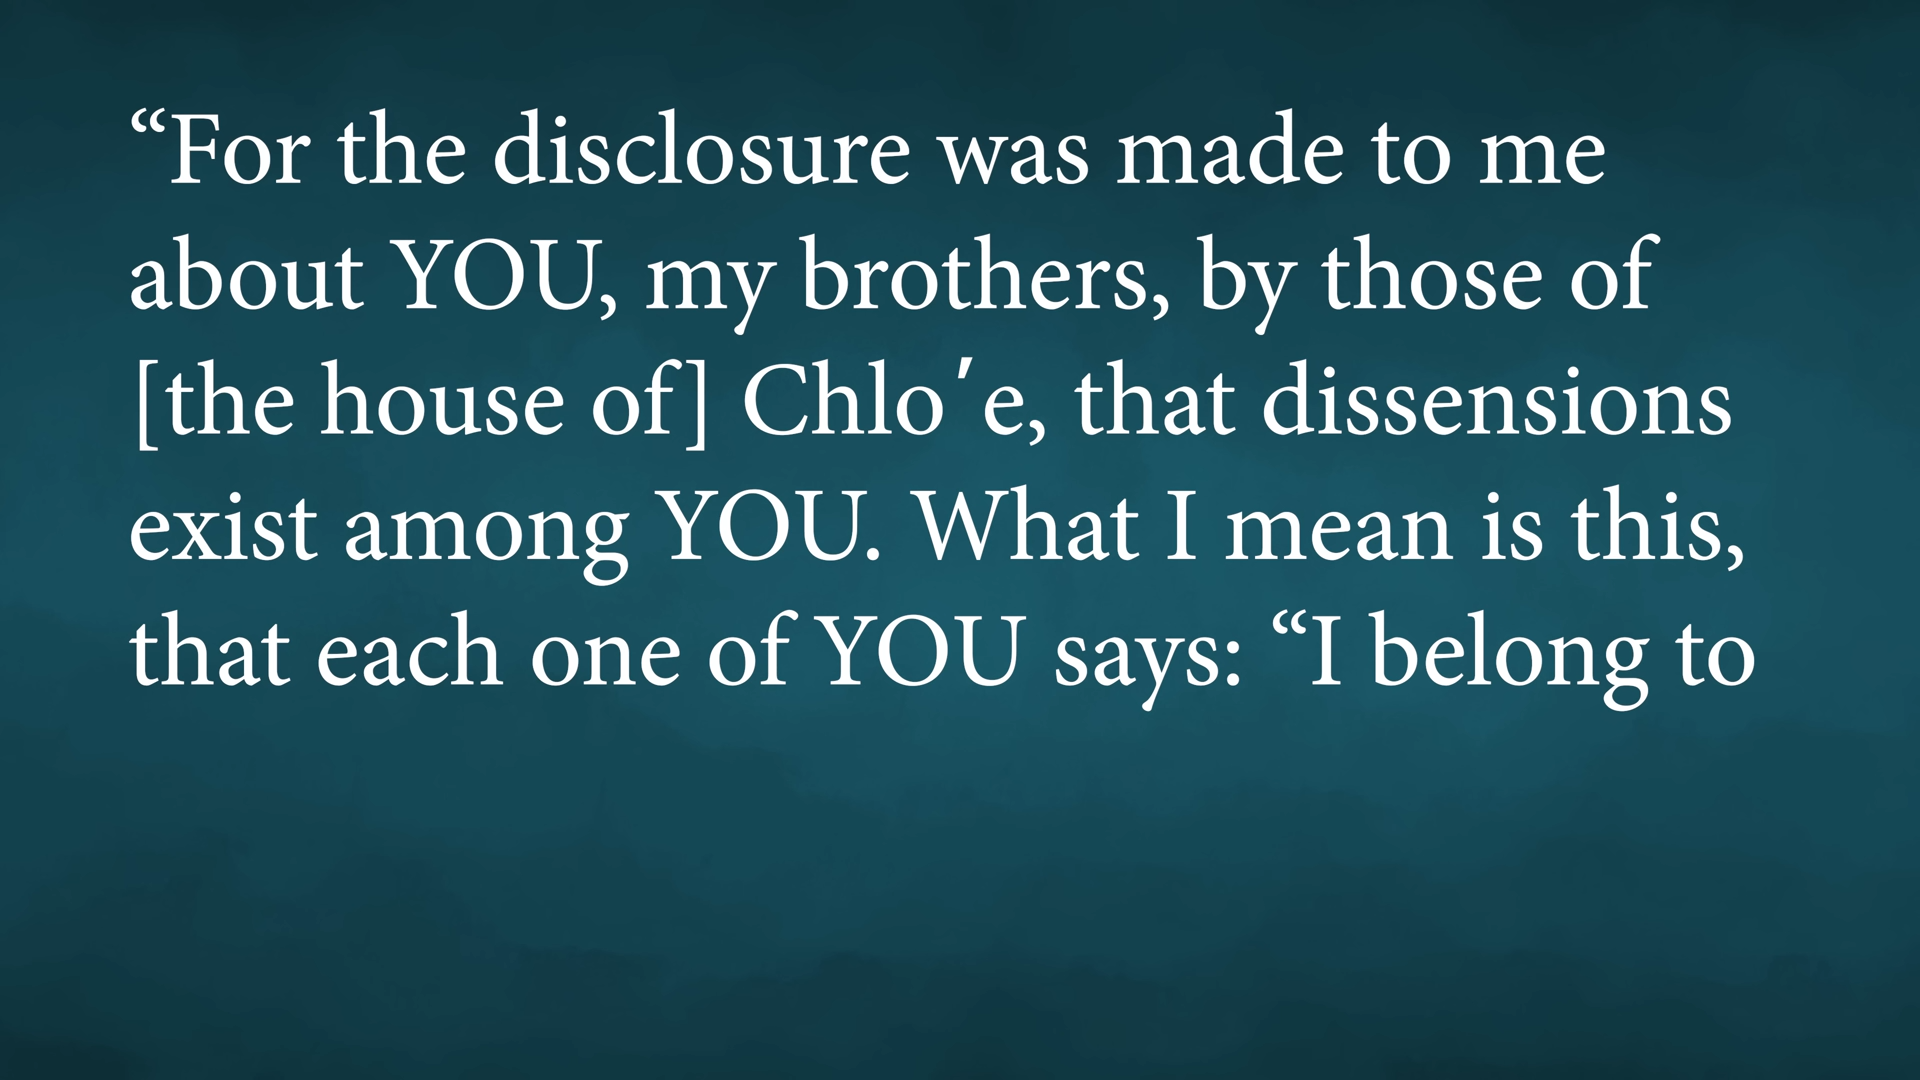 “For the disclosure was made to me
about YOU, my brothers, by those of
[the house of] Chloʹe, that dissensions
exist among YOU. What I mean is this,
that each one of YOU says: “I belong to